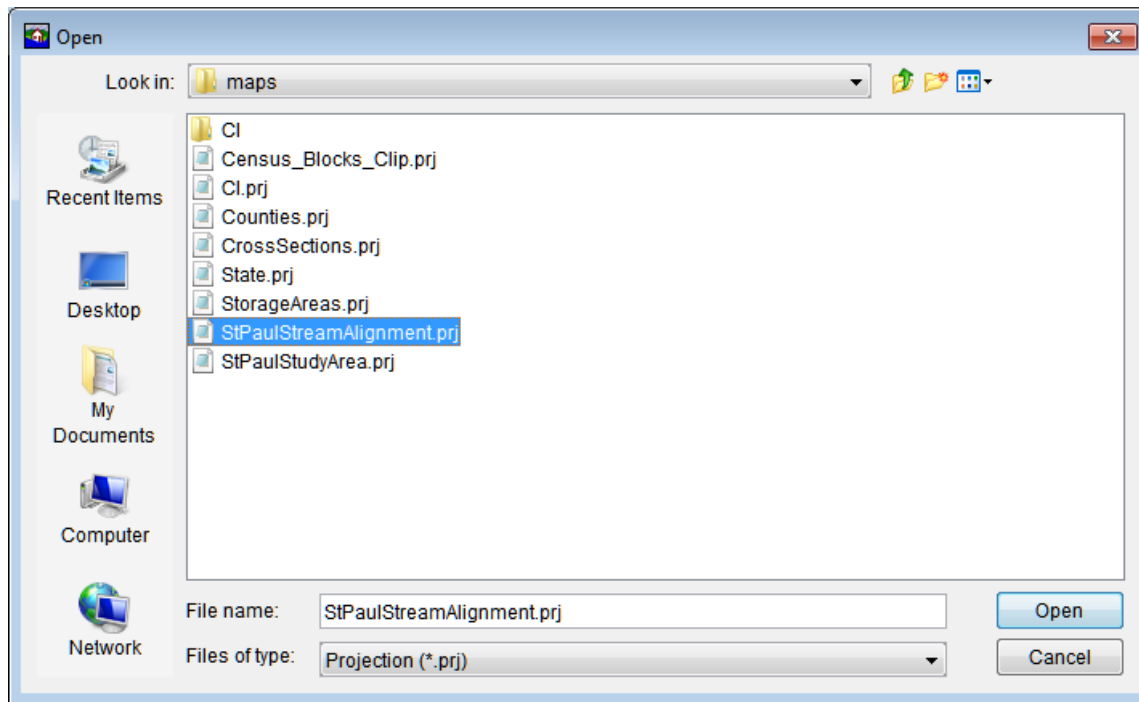 Open
Look in: maps
Recent Items
Desktop
My
Documents
Computer
Network
CI
Census_Blocks_Clip.prj
CI.prj
Counties.prj
CrossSections.prj
State.prj
StorageAreas.prj
StPaulStreamAlignment.prj
StPaulStudyArea.prj
File name: StPaulStreamAlignment.prj Open
Files of type: Projection (*.prj) Cancel